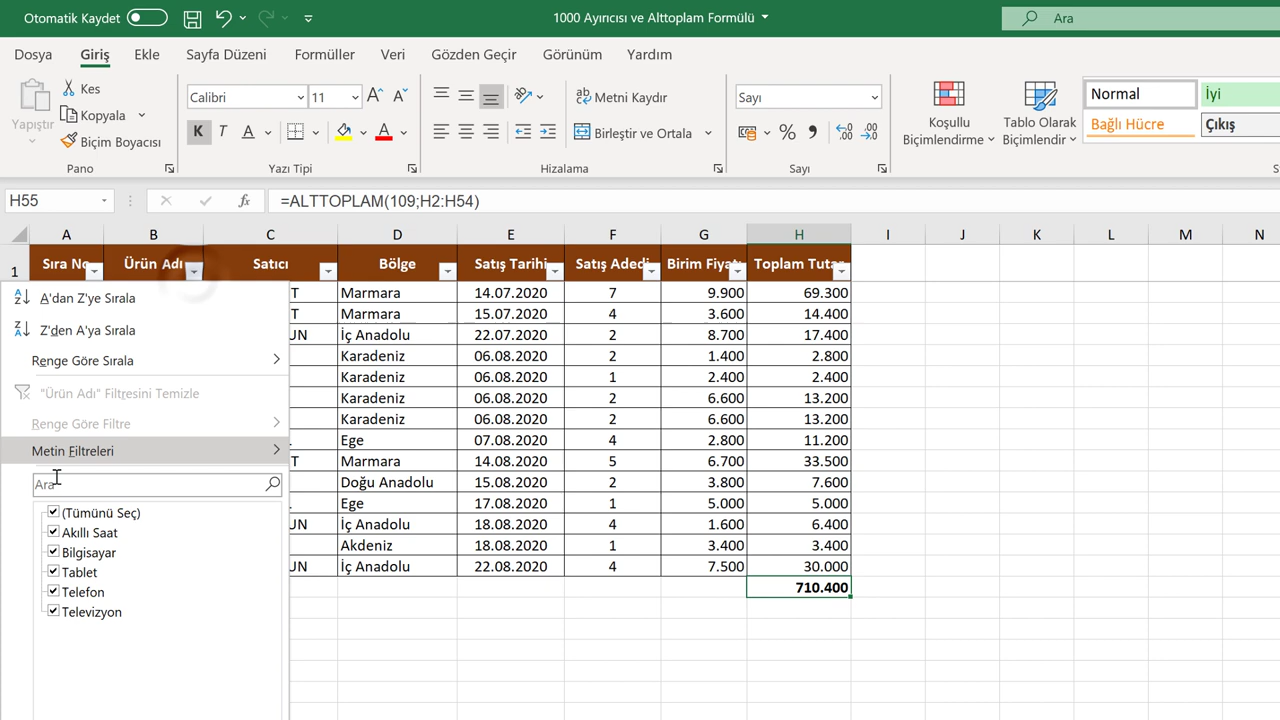 Otomatik Kaydet
1000 Ayırıcısı ve Alttoplam Formülü
Ara
Dosya Giriş Ekle Sayfa Düzeni Formüller Veri Gözden Geçir Görünüm Yardım
Yapıştır
Kes
Kopyala
Biçim Boyacısı
Pano
Calibri 11
K T A
Yazı Tipi
Metni Kaydır
Birleştir ve Ortala
Hizalama
Sayı
Sayı
Koşullu Biçimlendirme
Tablo Olarak Biçimlendir
Normal İyi
Bağlı Hücre Çıkış
H55 fx =ALTTOPLAM(109;H2:H54)
A B C D E F G H I J K L M N
1 Sıra No Ürün Adı Satıcı Bölge Satış Tarihi Satış Adedi Birim Fiyatı Toplam Tutar
T Marmara 14.07.2020 7 9.900 69.300
T Marmara 15.07.2020 4 3.600 14.400
UN İç Anadolu 22.07.2020 2 8.700 17.400
Karadeniz 06.08.2020 2 1.400 2.800
Karadeniz 06.08.2020 1 2.400 2.400
Karadeniz 06.08.2020 2 6.600 13.200
Karadeniz 06.08.2020 2 6.600 13.200
Ege 07.08.2020 4 2.800 11.200
T Marmara 14.08.2020 5 6.700 33.500
Doğu Anadolu 15.08.2020 2 3.800 7.600
Ege 17.08.2020 1 5.000 5.000
UN İç Anadolu 18.08.2020 4 1.600 6.400
Akdeniz 18.08.2020 1 3.400 3.400
UN İç Anadolu 22.08.2020 4 7.500 30.000
710.400
A'dan Z'ye Sırala
Z'den A'ya Sırala
Renge Göre Sırala
"Ürün Adı" Filtresini Temizle
Renge Göre Filtre
Metin Filtreleri
Ara
(Tümünü Seç)
Akıllı Saat
Bilgisayar
Tablet
Telefon
Televizyon